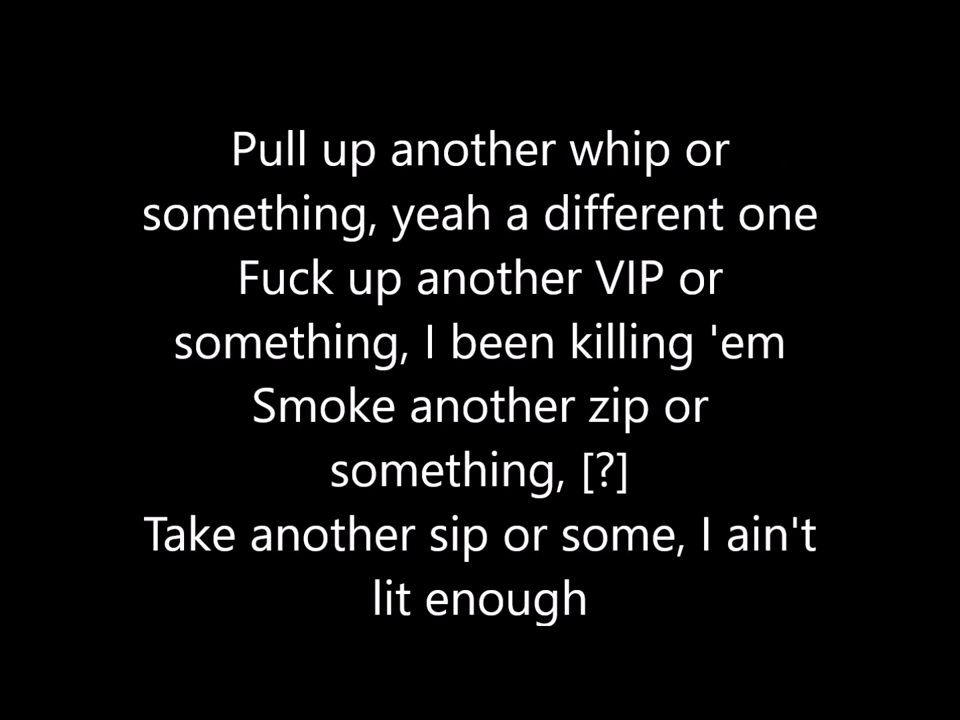 Pull up another whip or
something, yeah a different one
Fuck up another VIP or
something, I been killing 'em
Smoke another zip or
something, [?]
Take another sip or some, I ain't
lit enough